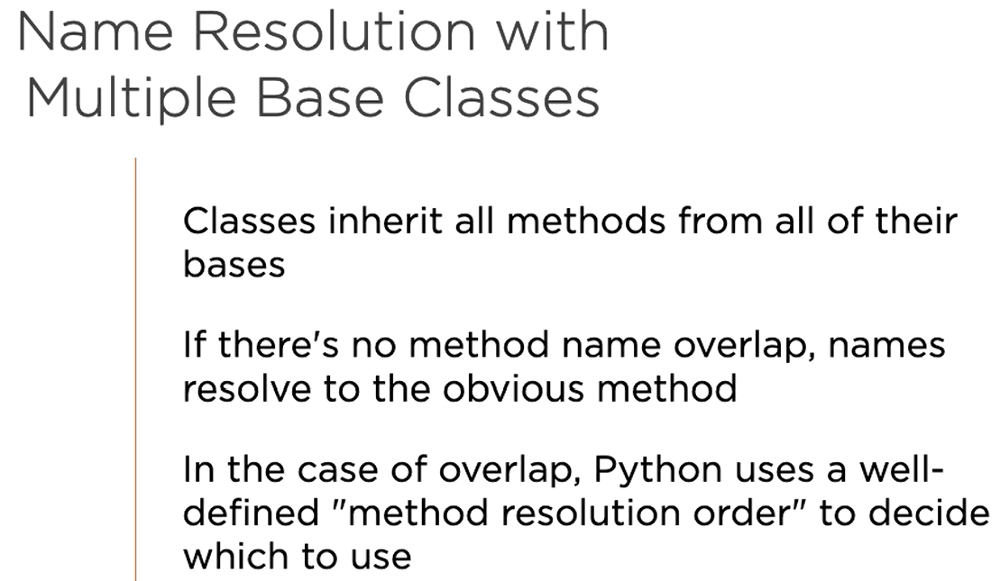 Name Resolution with
Multiple Base Classes
Classes inherit all methods from all of their
bases
If there's no method name overlap, names
resolve to the obvious method
In the case of overlap, Python uses a well-
defined "method resolution order" to decide
which to use